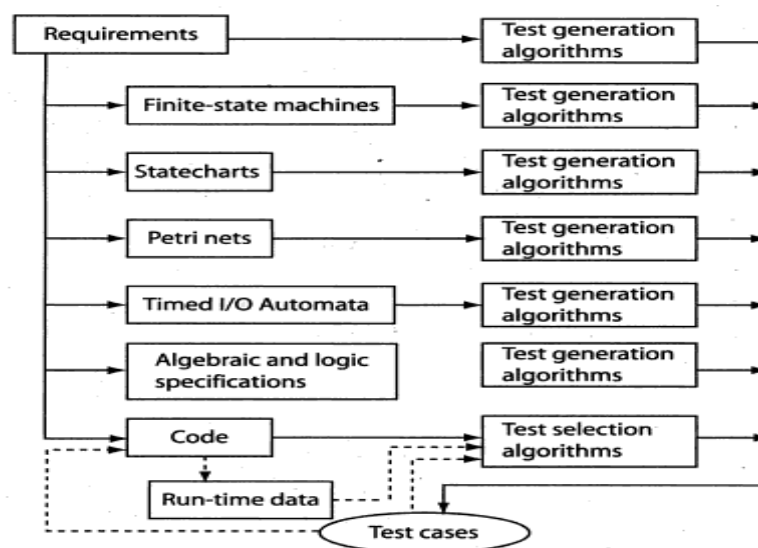 Requirements
Test generation
algorithms
Finite-state machines
Test generation
algorithms
Statecharts
Test generation
algorithms
Petri nets
Test generation
algorithms
Timed I/O Automata
Test generation
algorithms
Algebraic and logic
specifications
Test generation
algorithms
Code
Test selection
algorithms
Run-time data
Test cases